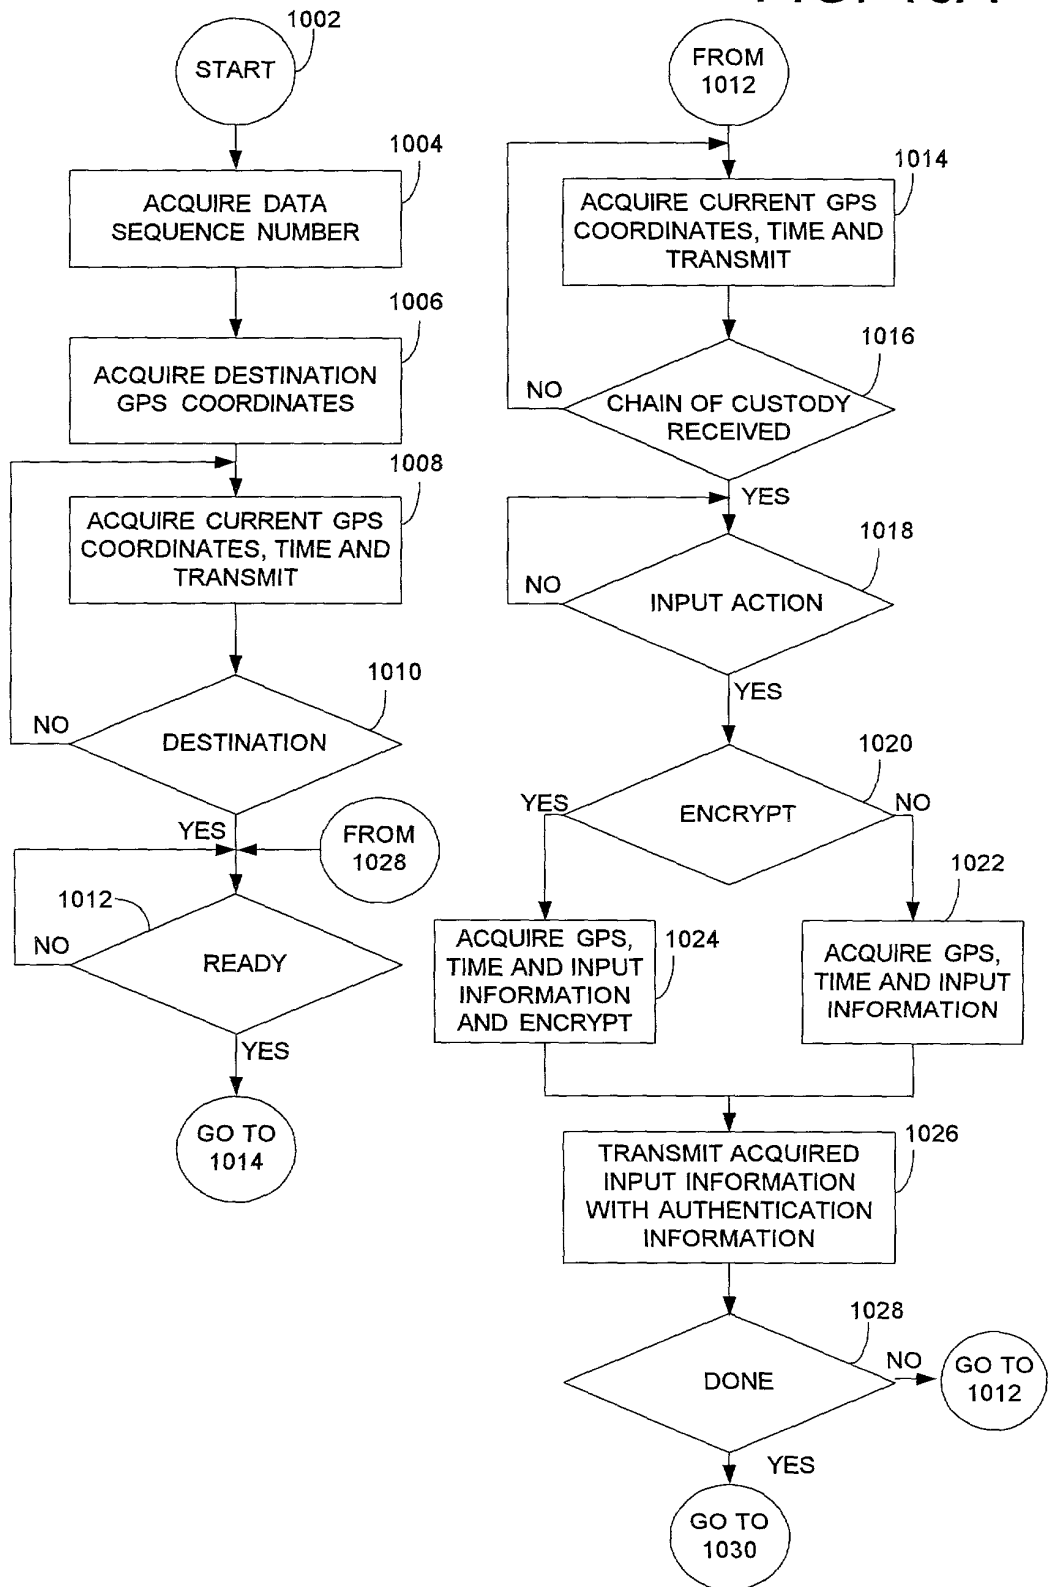 1002
START
1004
ACQUIRE DATA
SEQUENCE NUMBER
1006
ACQUIRE DESTINATION
GPS COORDINATES
1008
ACQUIRE CURRENT GPS
COORDINATES, TIME AND
TRANSMIT
1010
NO
DESTINATION
YES
FROM
1028
1012
NO
READY
YES
GO TO
1014
FROM
1012
1014
ACQUIRE CURRENT GPS
COORDINATES, TIME AND
TRANSMIT
1016
NO
CHAIN OF CUSTODY
RECEIVED
YES
1018
NO
INPUT ACTION
YES
1020
YES
ENCRYPT
NO
1022
ACQUIRE GPS,
TIME AND INPUT
INFORMATION
AND ENCRYPT
1024
ACQUIRE GPS,
TIME AND INPUT
INFORMATION
1026
TRANSMIT ACQUIRED
INPUT INFORMATION
WITH AUTHENTICATION
INFORMATION
1028
DONE
NO
GO TO
1012
YES
GO TO
1030